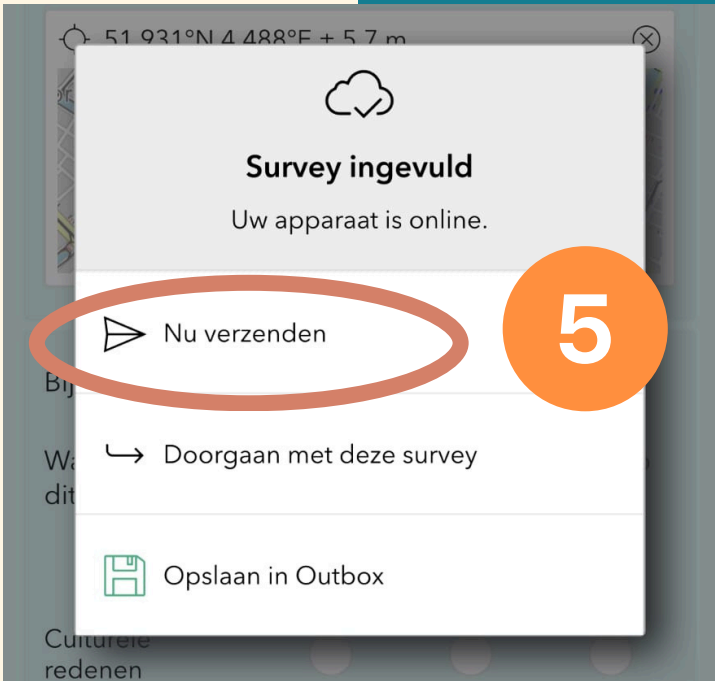 51.931°N 4.488°E ± 5.7 m
Survey ingevuld
Uw apparaat is online.
Nu verzenden
5
Bij
Doorgaan met deze survey
dit
Opslaan in Outbox
Culturele
redenen